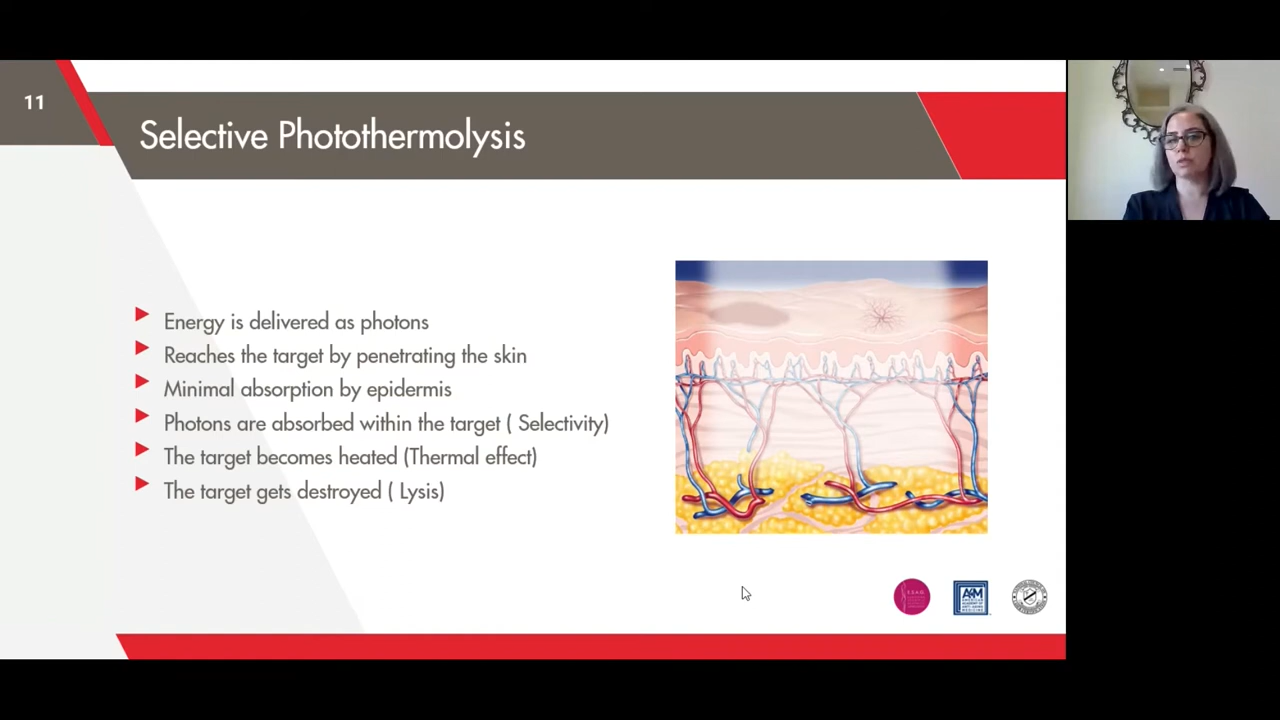 11
Selective Photothermolysis
Energy is delivered as photons
Reaches the target by penetrating the skin
Minimal absorption by epidermis
Photons are absorbed within the target ( Selectivity)
The target becomes heated (Thermal effect)
The target gets destroyed ( Lysis)